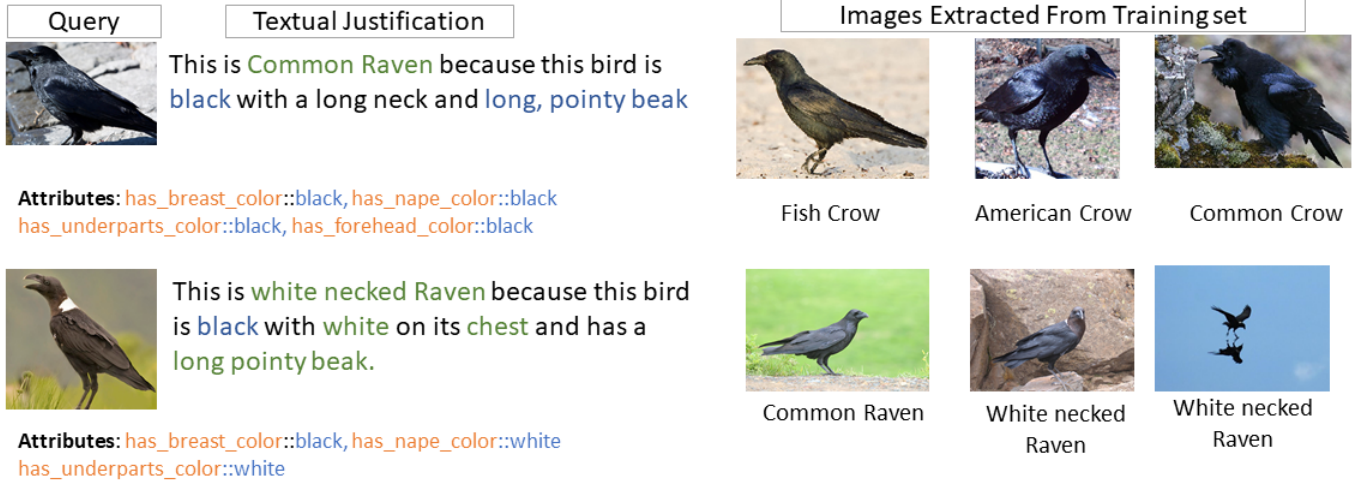 Query
Textual Justification
Images Extracted From Training set
This is Common Raven because this bird is
black with a long neck and long, pointy beak
Attributes: has_breast_color::black, has_nape_color::black
has_underparts_color::black, has_forehead_color::black
Fish Crow
American Crow
Common Crow
This is white necked Raven because this bird
is black with white on its chest and has a
long pointy beak.
Attributes: has_breast_color::black, has_nape_color::white
has_underparts_color::white
Common Raven
White necked
Raven
White necked
Raven